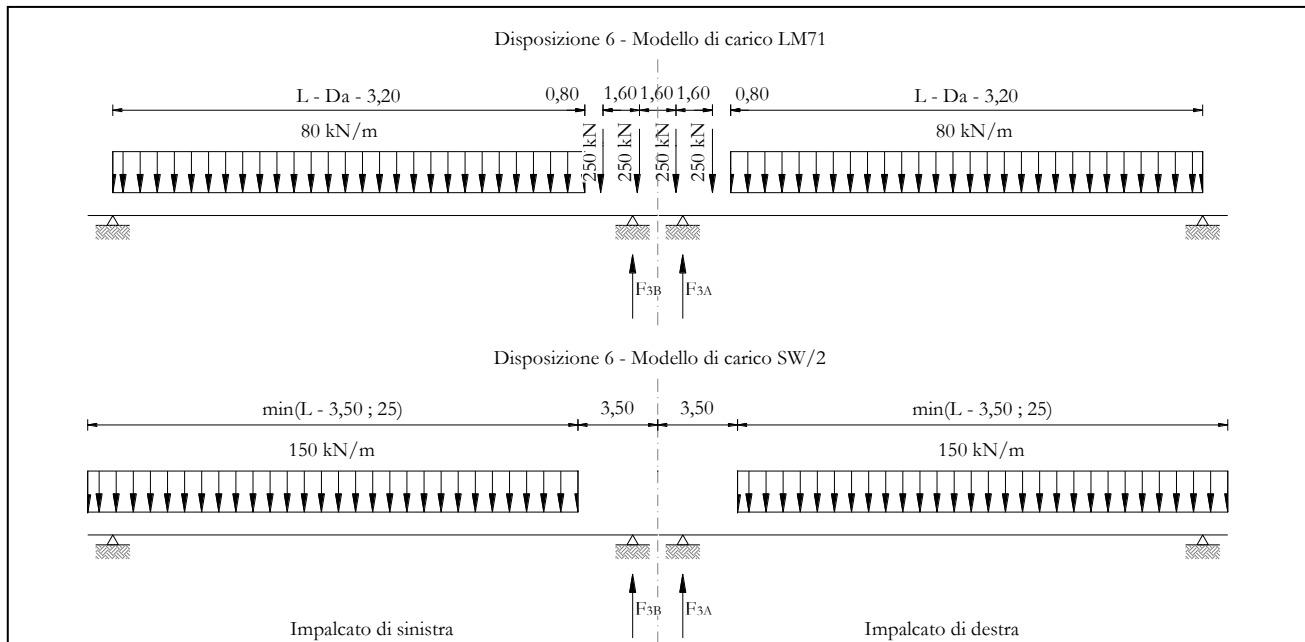 Disposizione 6 - Modello di carico LM71
L - Da - 3,20 0,80 1,60 1,60 1,60 0,80 L - Da - 3,20
80 kN/m 250 kN 250 kN 250 kN 250 kN 80 kN/m
F3B F3A
Disposizione 6 - Modello di carico SW/2
min(L - 3,50 ; 25) 3,50 3,50 min(L - 3,50 ; 25)
150 kN/m 150 kN/m
F3B F3A
Impalcato di sinistra Impalcato di destra